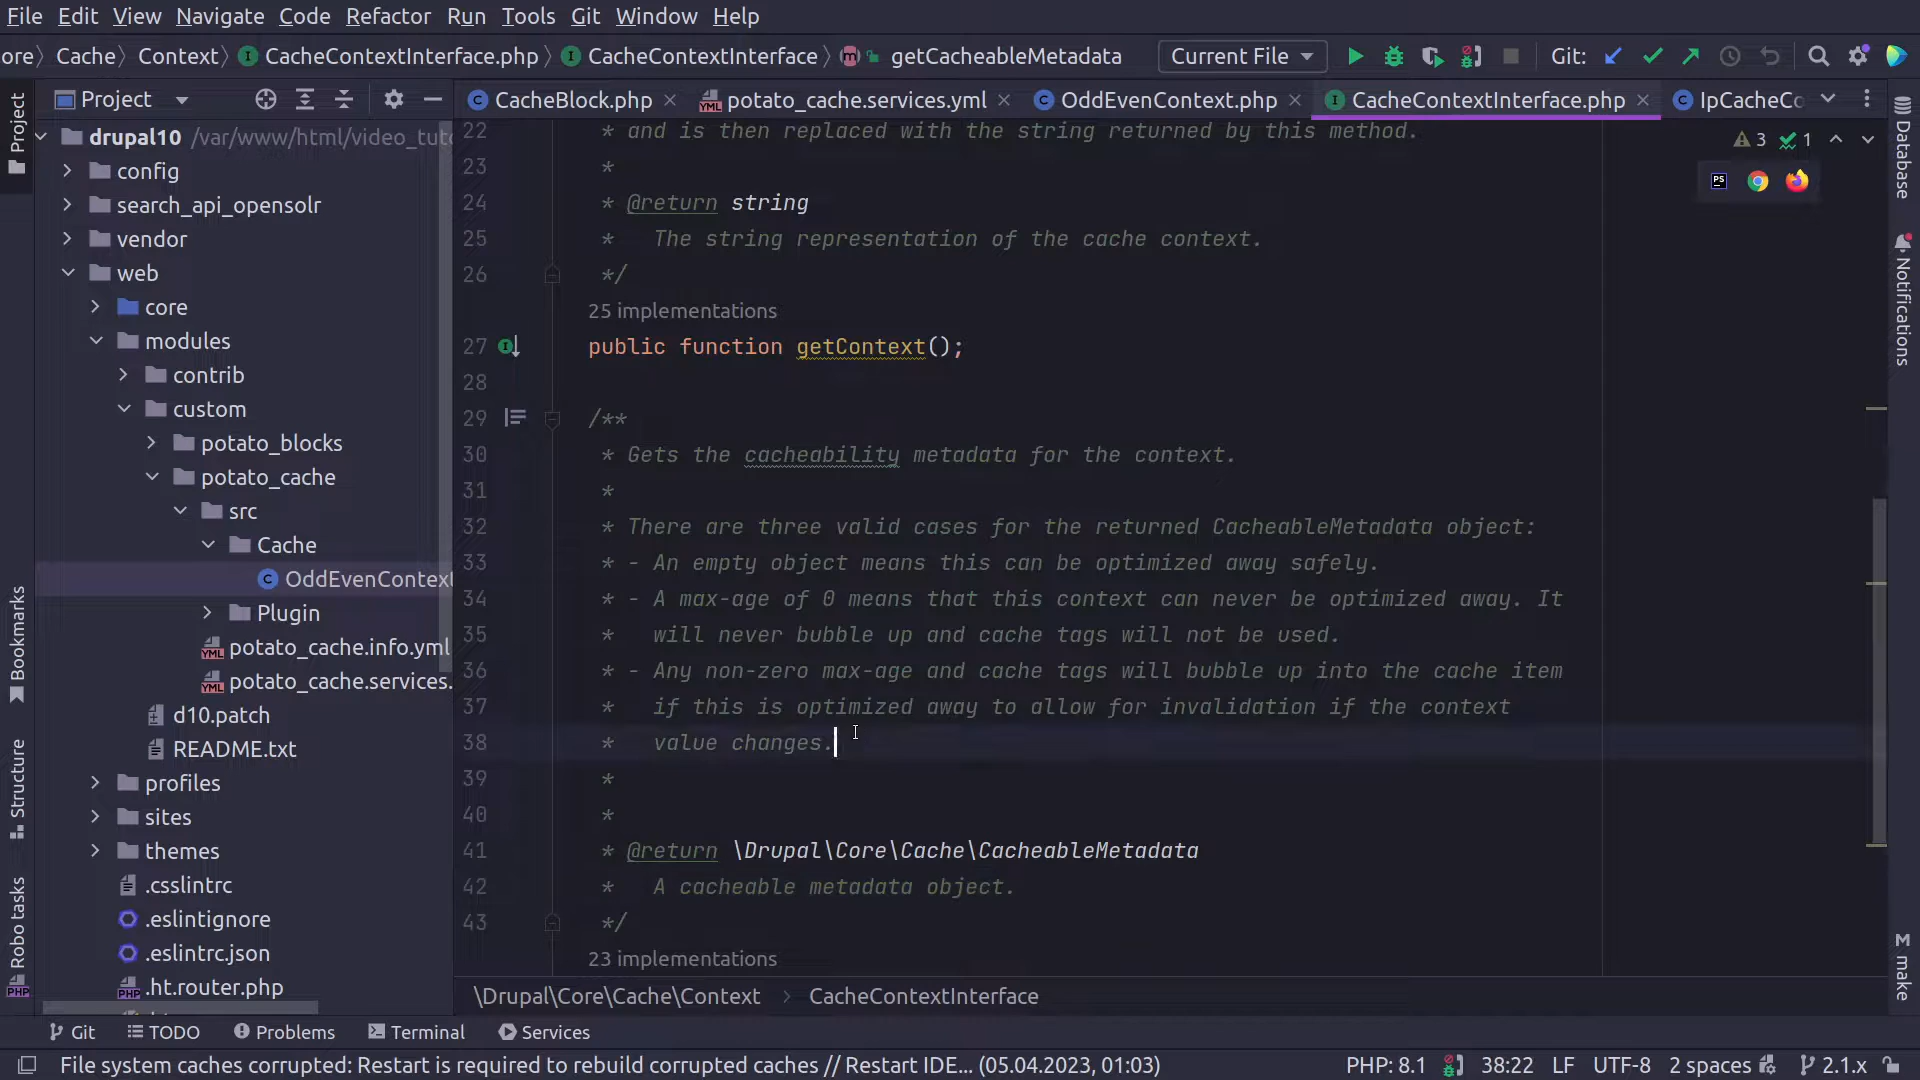 File Edit View Navigate Code Refactor Run Tools Git Window Help
ore Cache Context CacheContextInterface.php CacheContextInterface getCacheableMetadata Current File Git:
Project
CacheBlock.php potato_cache.services.yml OddEvenContext.php CacheContextInterface.php IpCacheCo
Project
Bookmarks
Structure
Robo tasks
drupal10 /var/www/html/video_tuto
config
search_api_opensolr
vendor
web
core
modules
contrib
custom
potato_blocks
potato_cache
src
Cache
OddEvenContext
Plugin
potato_cache.info.yml
potato_cache.services.
d10.patch
README.txt
profiles
sites
themes
.csslintrc
.eslintignore
.eslintrc.json
.ht.router.php
3 1
22 * and is then replaced with the string returned by this method.
23 *
24 * @return string
25 *   The string representation of the cache context.
26 */
25 implementations
27 public function getContext();
28
29 /**
30 * Gets the cacheability metadata for the context.
31 *
32 * There are three valid cases for the returned CacheableMetadata object:
33 * - An empty object means this can be optimized away safely.
34 * - A max-age of 0 means that this context can never be optimized away. It
35 *   will never bubble up and cache tags will not be used.
36 * - Any non-zero max-age and cache tags will bubble up into the cache item
37 *   if this is optimized away to allow for invalidation if the context
38 *   value changes.
39 *
40 *
41 * @return \Drupal\Core\Cache\CacheableMetadata
42 *   A cacheable metadata object.
43 */
23 implementations
\Drupal\Core\Cache\Context CacheContextInterface
Database
Notifications
make
Git TODO Problems Terminal Services
File system caches corrupted: Restart is required to rebuild corrupted caches // Restart IDE... (05.04.2023, 01:03) PHP: 8.1 38:22 LF UTF-8 2 spaces 2.1.x